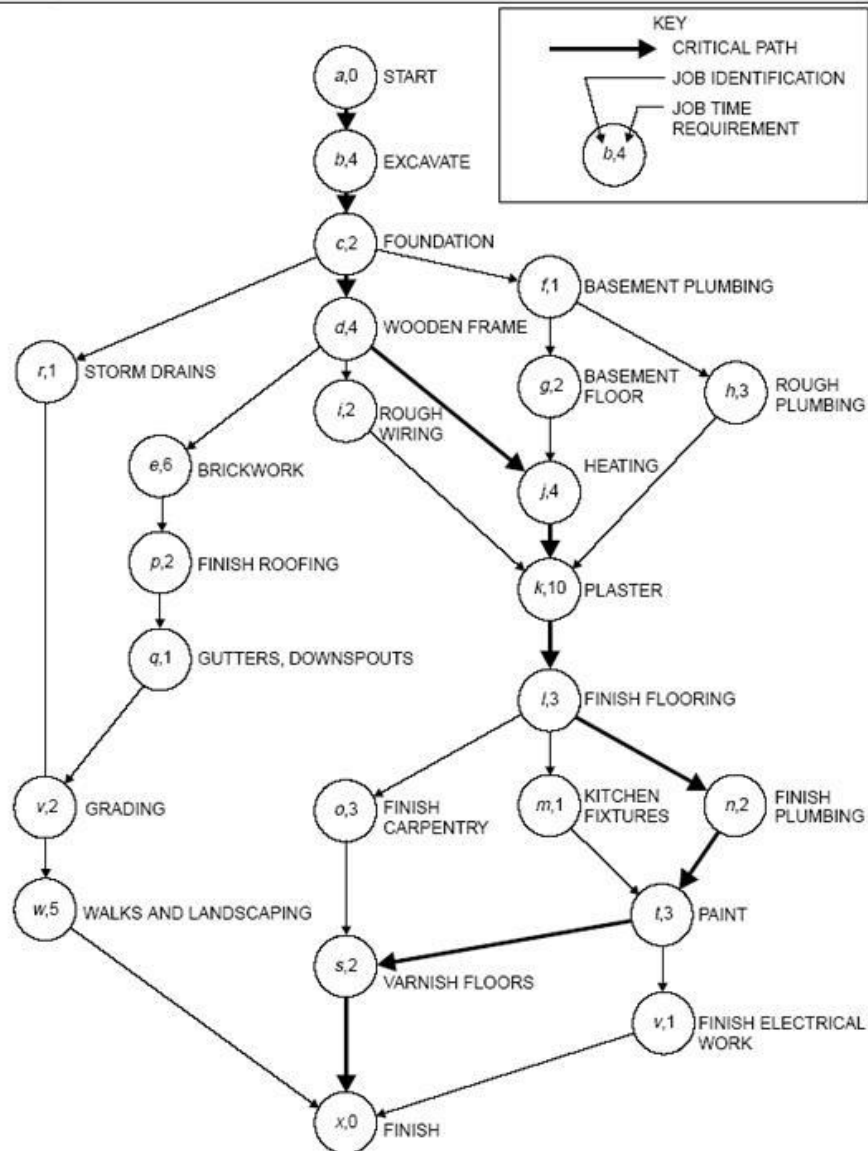 KEY
CRITICAL PATH
JOB IDENTIFICATION
JOB TIME
REQUIREMENT
b,4
a,0 START
b,4 EXCAVATE
c,2 FOUNDATION
f,1 BASEMENT PLUMBING
d,4 WOODEN FRAME
r,1 STORM DRAINS
i,2 ROUGH
WIRING
g,2 BASEMENT
FLOOR
h,3 ROUGH
PLUMBING
e,6 BRICKWORK
HEATING
j,4
p,2 FINISH ROOFING
k,10 PLASTER
q,1 GUTTERS, DOWNSPOUTS
l,3 FINISH FLOORING
v,2 GRADING
o,3 FINISH
CARPENTRY
m,1 KITCHEN
FIXTURES
n,2 FINISH
PLUMBING
w,5 WALKS AND LANDSCAPING
t,3 PAINT
s,2 VARNISH FLOORS
v,1 FINISH ELECTRICAL
WORK
x,0 FINISH